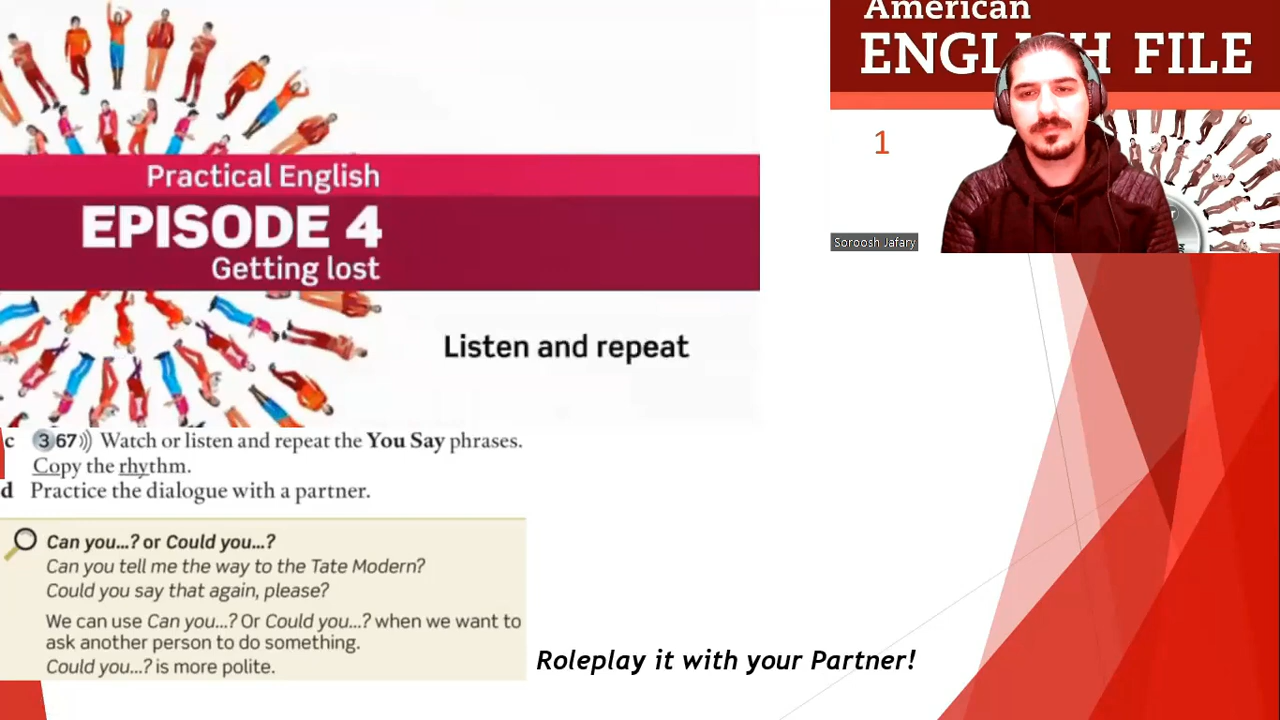 Practical English
EPISODE 4
Getting lost
Listen and repeat
c 3 67)) Watch or listen and repeat the You Say phrases.
Copy the rhythm.
d Practice the dialogue with a partner.
Can you...? or Could you...?
Can you tell me the way to the Tate Modern?
Could you say that again, please?
We can use Can you...? Or Could you...? when we want to
ask another person to do something.
Could you...? is more polite.
Roleplay it with your Partner!
American
ENGL H FILE
1
Soroosh Jafary